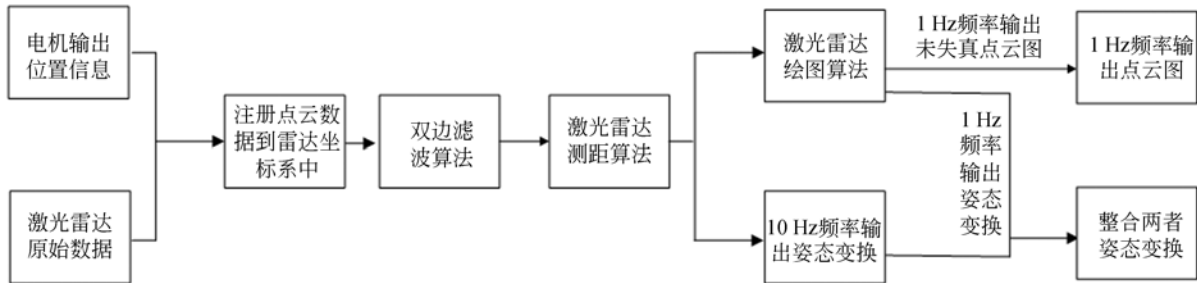 电机输出
位置信息
激光雷达
原始数据
注册点云数
据到雷达坐
标系中
双边滤
波算法
激光雷达
测距算法
激光雷达
绘图算法
1 Hz频率输出
未失真点云图
1 Hz频率输
出点云图
1 Hz
频率
输出
姿态
变换
10 Hz频率输
出姿态变换
整合两者
姿态变换